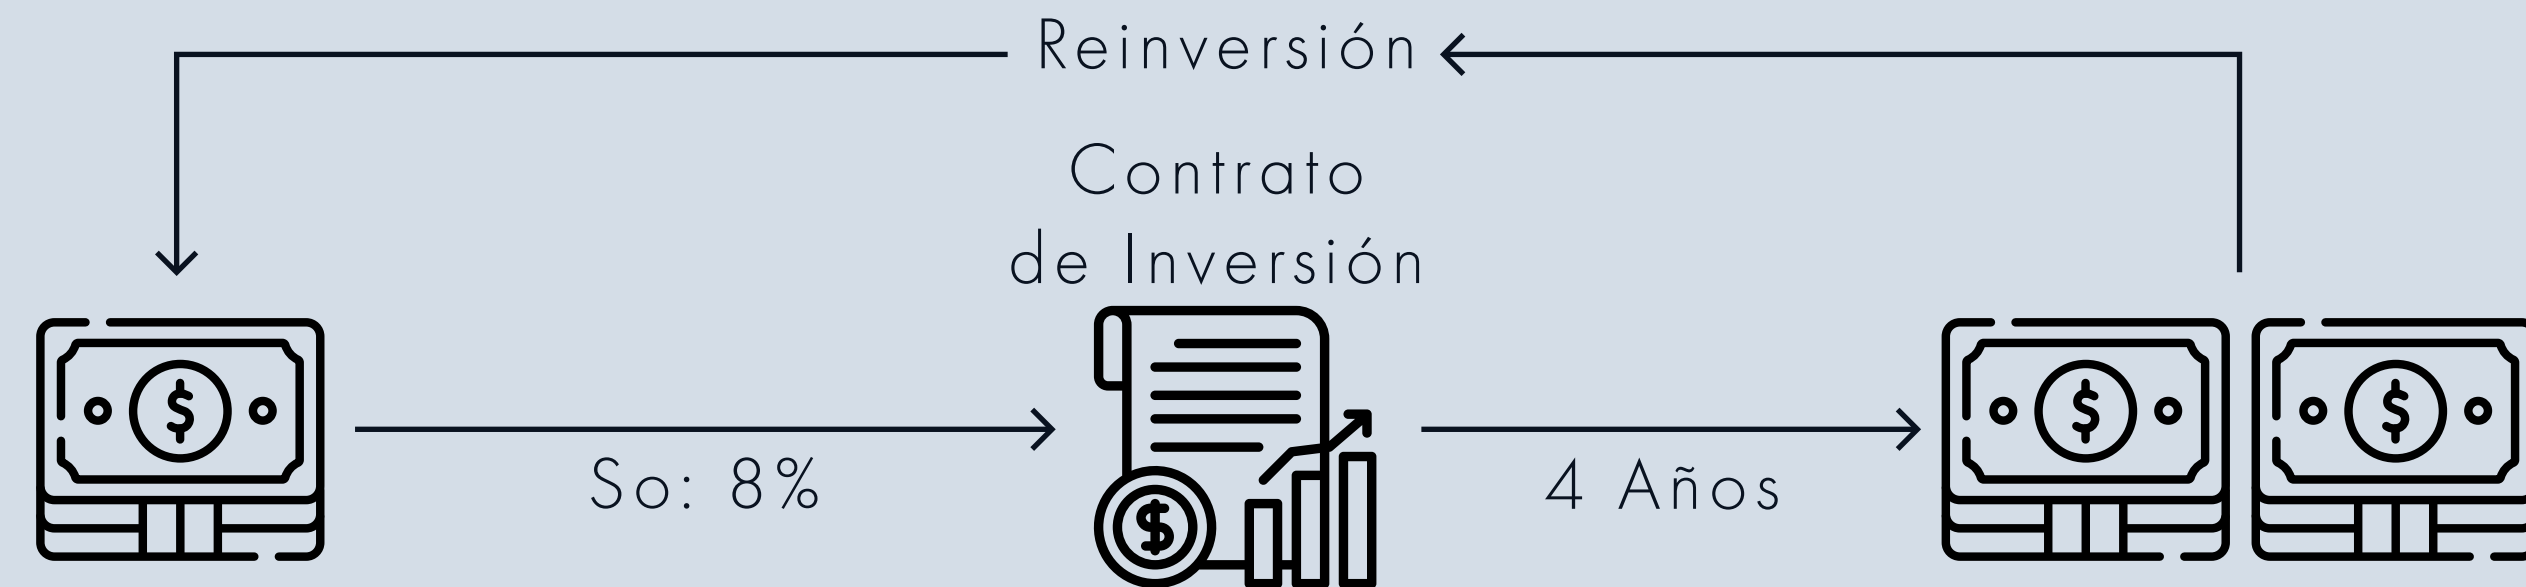 Reinversión
Contrato
de Inversión
So: 8%
4 Años